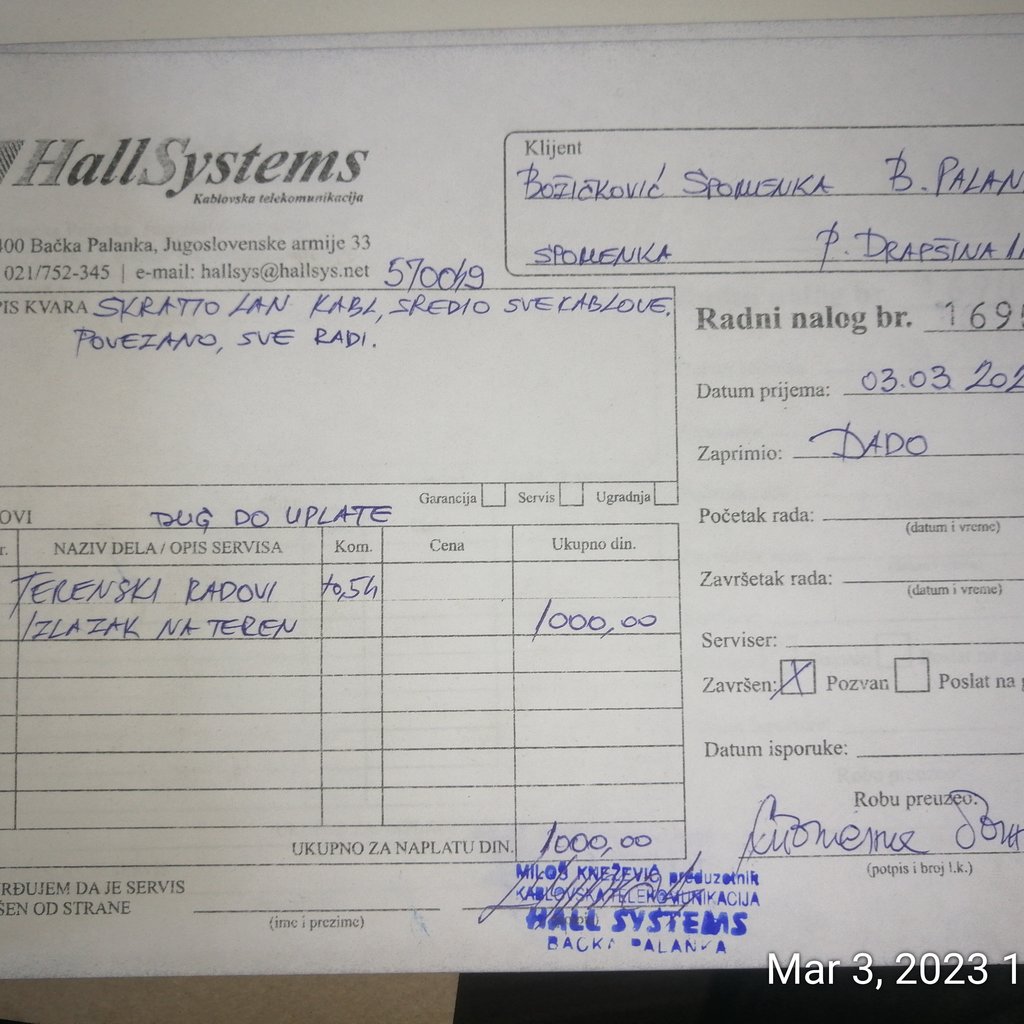 HallSystems
Kablovska telekomunikacija
400 Bačka Palanka, Jugoslovenske armije 33
021/752-345 | e-mail: hallsys@hallsys.net
570049
Klijent
BOŽIČKOVIĆ SPOMENKA B. PALAN
SPOMENKA P. DRAPŠINA
PIS KVARA SKRATIO LAN KABL, SREDIO SVE KABLOVE,
POVEZANO, SVE RADI.
Radni nalog br. 169
Datum prijema: 03.03. 202
Zaprimio: DADO
Garancija Servis Ugradnja
Početak rada:
(datum i vreme)
OVI DUG DO UPLATE
r. NAZIV DELA / OPIS SERVISA Kom. Cena Ukupno din.
TERENSKI RADOVI 0,5h
IZLAZAK NA TEREN 1000,00
Završetak rada:
(datum i vreme)
Serviser:
Završen: X Pozvan Poslat na
Datum isporuke:
Robu preuzeo:
(potpis i broj l.k.)
UKUPNO ZA NAPLATU DIN. 1000,00
RĐUJEM DA JE SERVIS
ŠEN OD STRANE
(ime i prezime)
MILOŠ KNEŽEVIĆ preduzetnik
KABLOVSKA TELEKOMUNIKACIJA
HALL SYSTEMS
BAČKA PALANKA
Mar 3, 2023 1